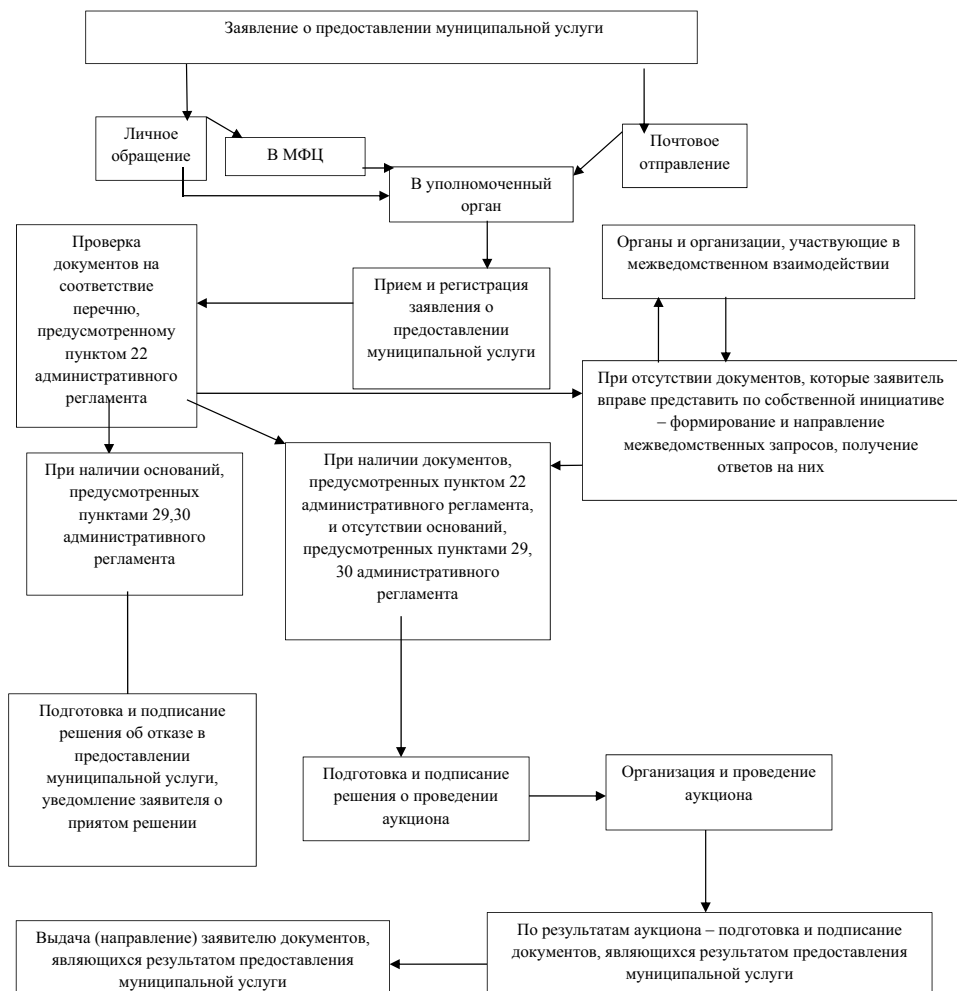 Заявление о предоставлении муниципальной услуги
Личное
обращение
В МФЦ
Почтовое
отправление
В уполномоченный
орган
Проверка
документов на
соответствие
перечню,
предусмотренному
пунктом 22
административного
регламента
Прием и регистрация
заявления о
предоставлении
муниципальной услуги
Органы и организации, участвующие в
межведомственном взаимодействии
При отсутствии документов, которые заявитель
вправе представить по собственной инициативе
– формирование и направление
межведомственных запросов, получение
ответов на них
При наличии оснований,
предусмотренных
пунктами 29,30
административного
регламента
При наличии документов,
предусмотренных пунктом 22
административного регламента,
и отсутствии оснований,
предусмотренных пунктами 29,
30 административного
регламента
Подготовка и подписание
решения об отказе в
предоставлении
муниципальной услуги,
уведомление заявителя о
приятом решении
Подготовка и подписание
решения о проведении
аукциона
Организация и проведение
аукциона
По результатам аукциона – подготовка и подписание
документов, являющихся результатом предоставления
муниципальной услуги
Выдача (направление) заявителю документов,
являющихся результатом предоставления
муниципальной услуги